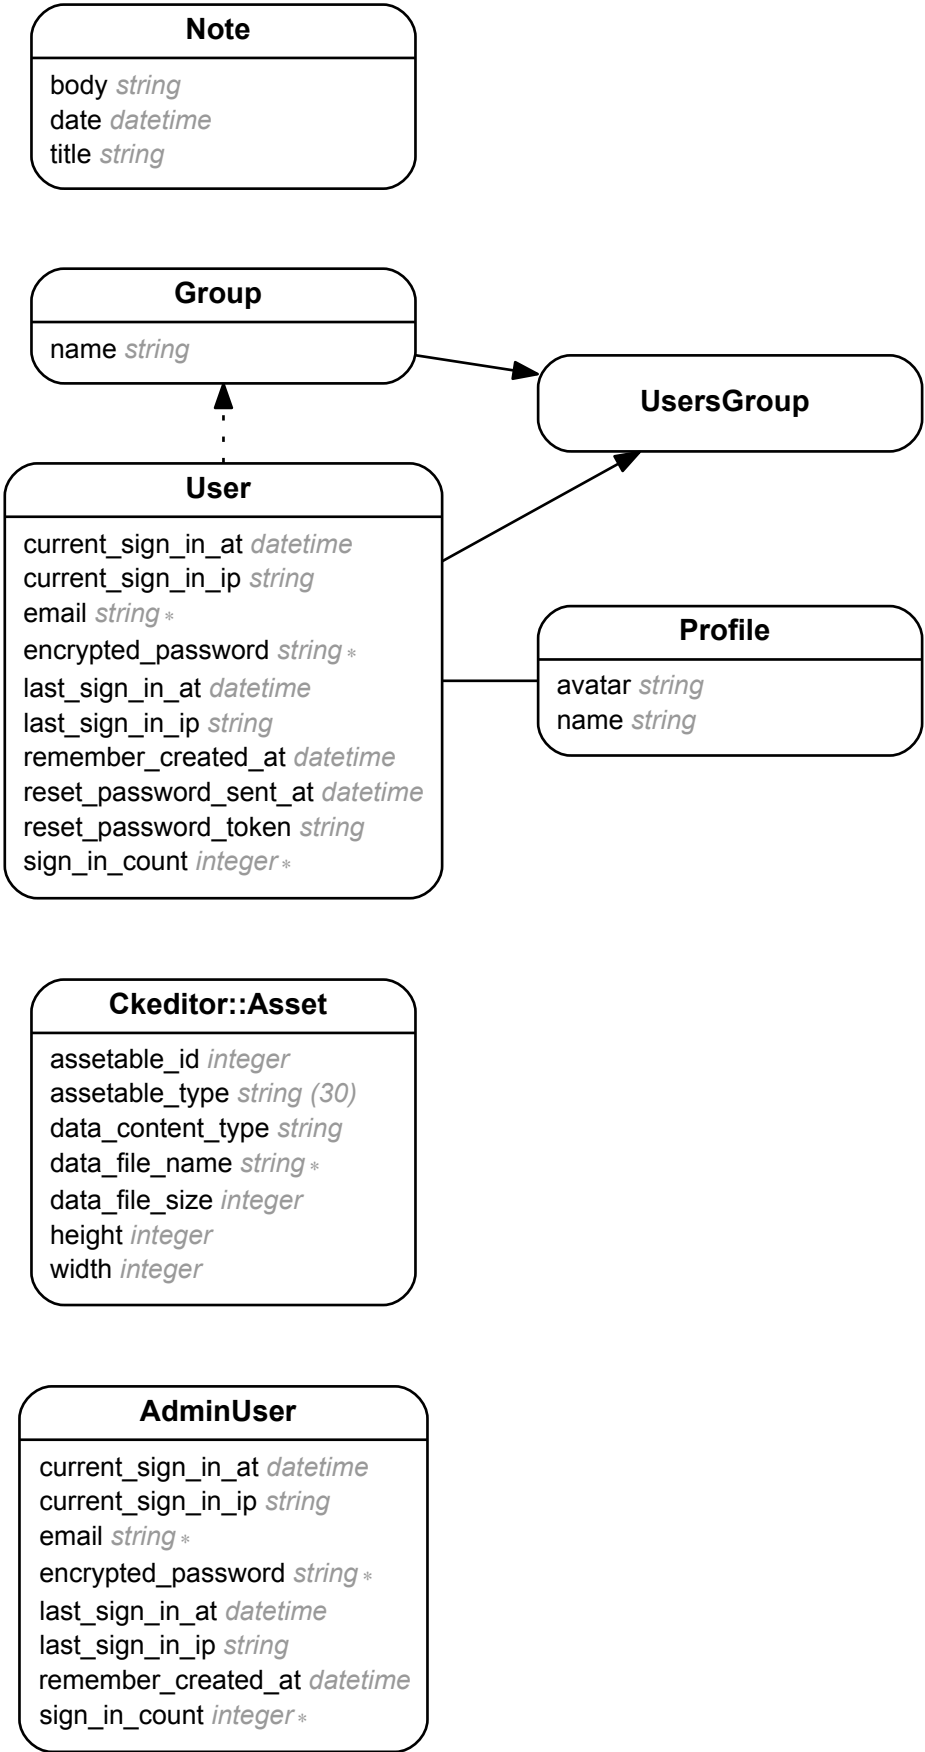 Note
body string
date datetime
title string
Group
name string
UsersGroup
User
current_sign_in_at datetime
current_sign_in_ip string
email string *
encrypted_password string *
last_sign_in_at datetime
last_sign_in_ip string
remember_created_at datetime
reset_password_sent_at datetime
reset_password_token string
sign_in_count integer *
Profile
avatar string
name string
Ckeditor::Asset
assetable_id integer
assetable_type string (30)
data_content_type string
data_file_name string *
data_file_size integer
height integer
width integer
AdminUser
current_sign_in_at datetime
current_sign_in_ip string
email string *
encrypted_password string *
last_sign_in_at datetime
last_sign_in_ip string
remember_created_at datetime
sign_in_count integer *